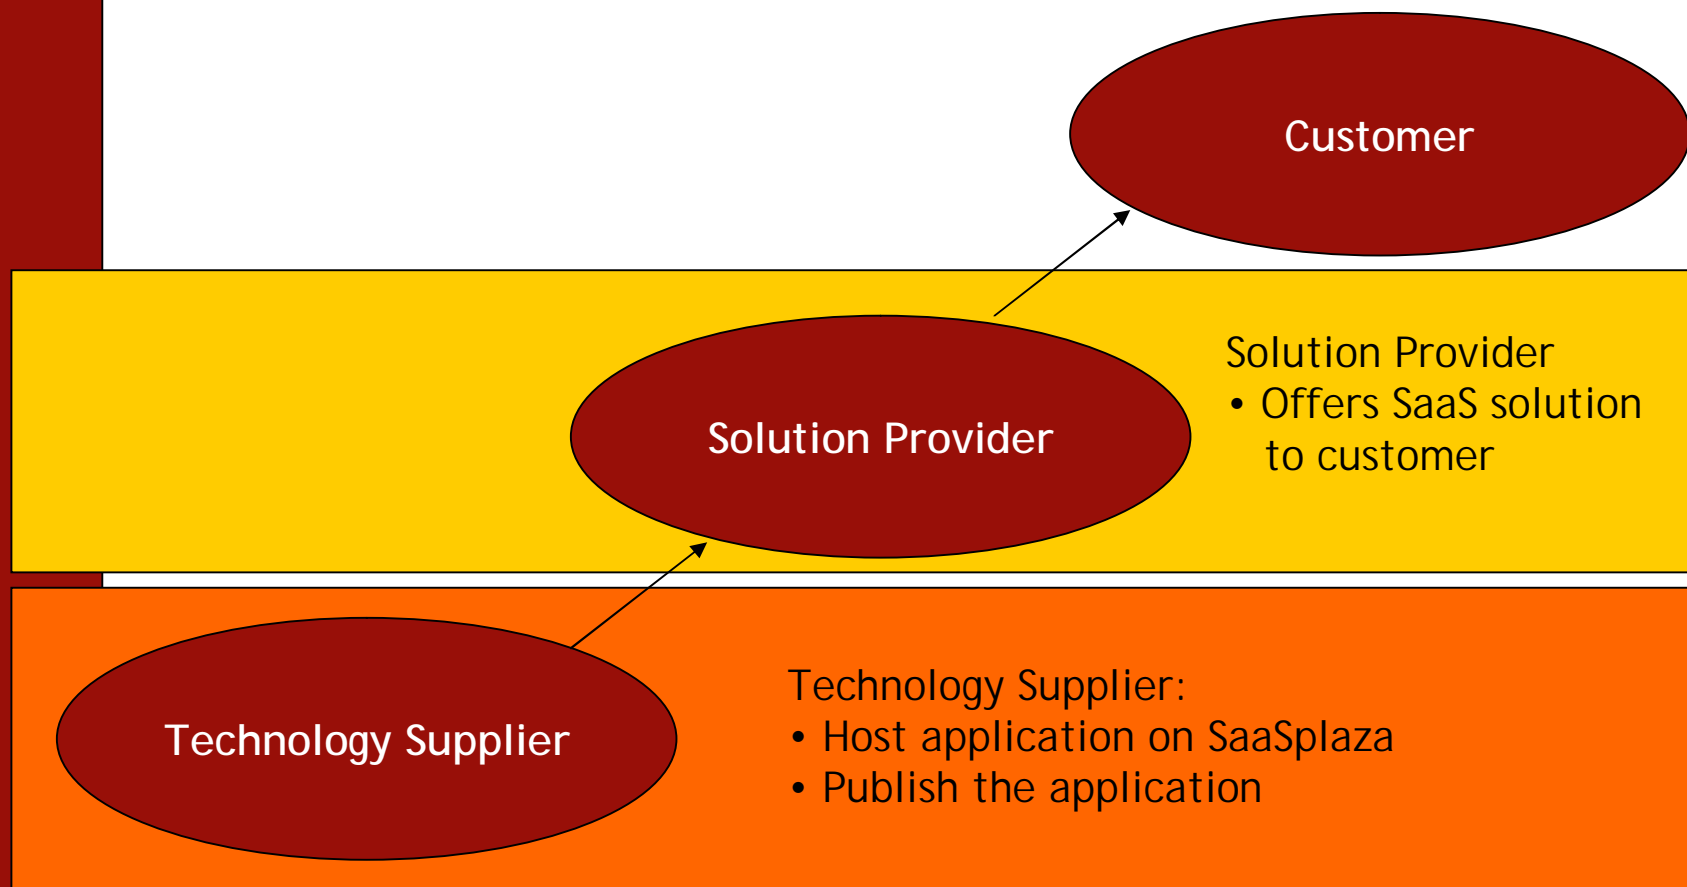 Customer
Solution Provider
Solution Provider
• Offers SaaS solution
to customer
Technology Supplier
Technology Supplier:
• Host application on SaaSplaza
• Publish the application